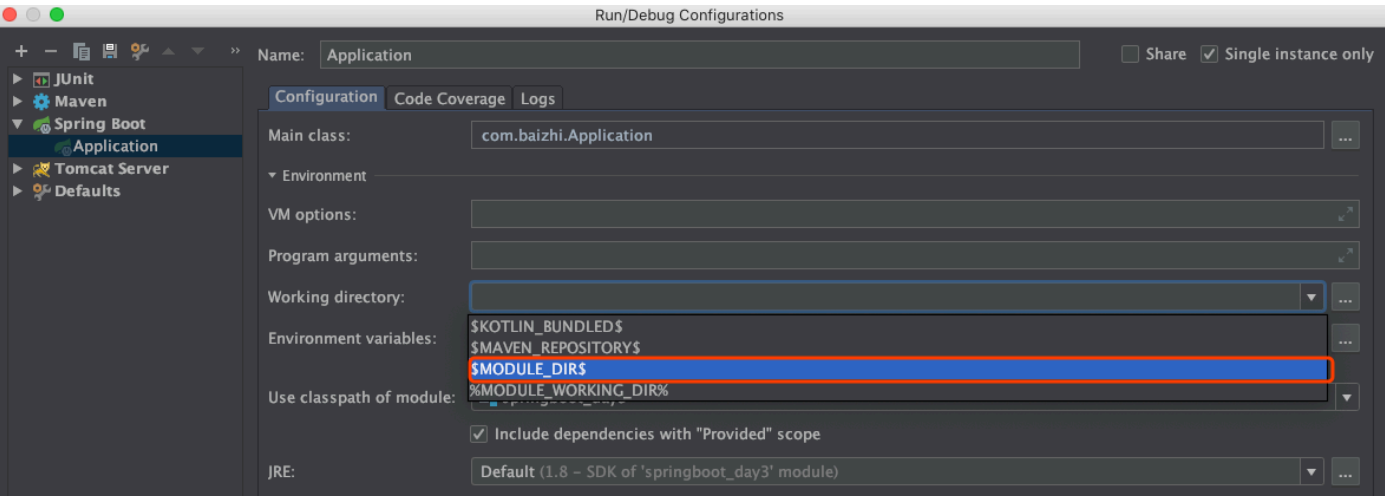 Run/Debug Configurations
Name: Application Share Single instance only
JUnit
Maven
Spring Boot
Application
Tomcat Server
Defaults
Configuration Code Coverage Logs
Main class: com.baizhi.Application ...
Environment
VM options:
Program arguments:
Working directory: ...
$KOTLIN_BUNDLED$
$MAVEN_REPOSITORY$
$MODULE_DIR$
%MODULE_WORKING_DIR%
Environment variables: ...
Use classpath of module:
Include dependencies with "Provided" scope
JRE: Default (1.8 – SDK of 'springboot_day3' module) ...